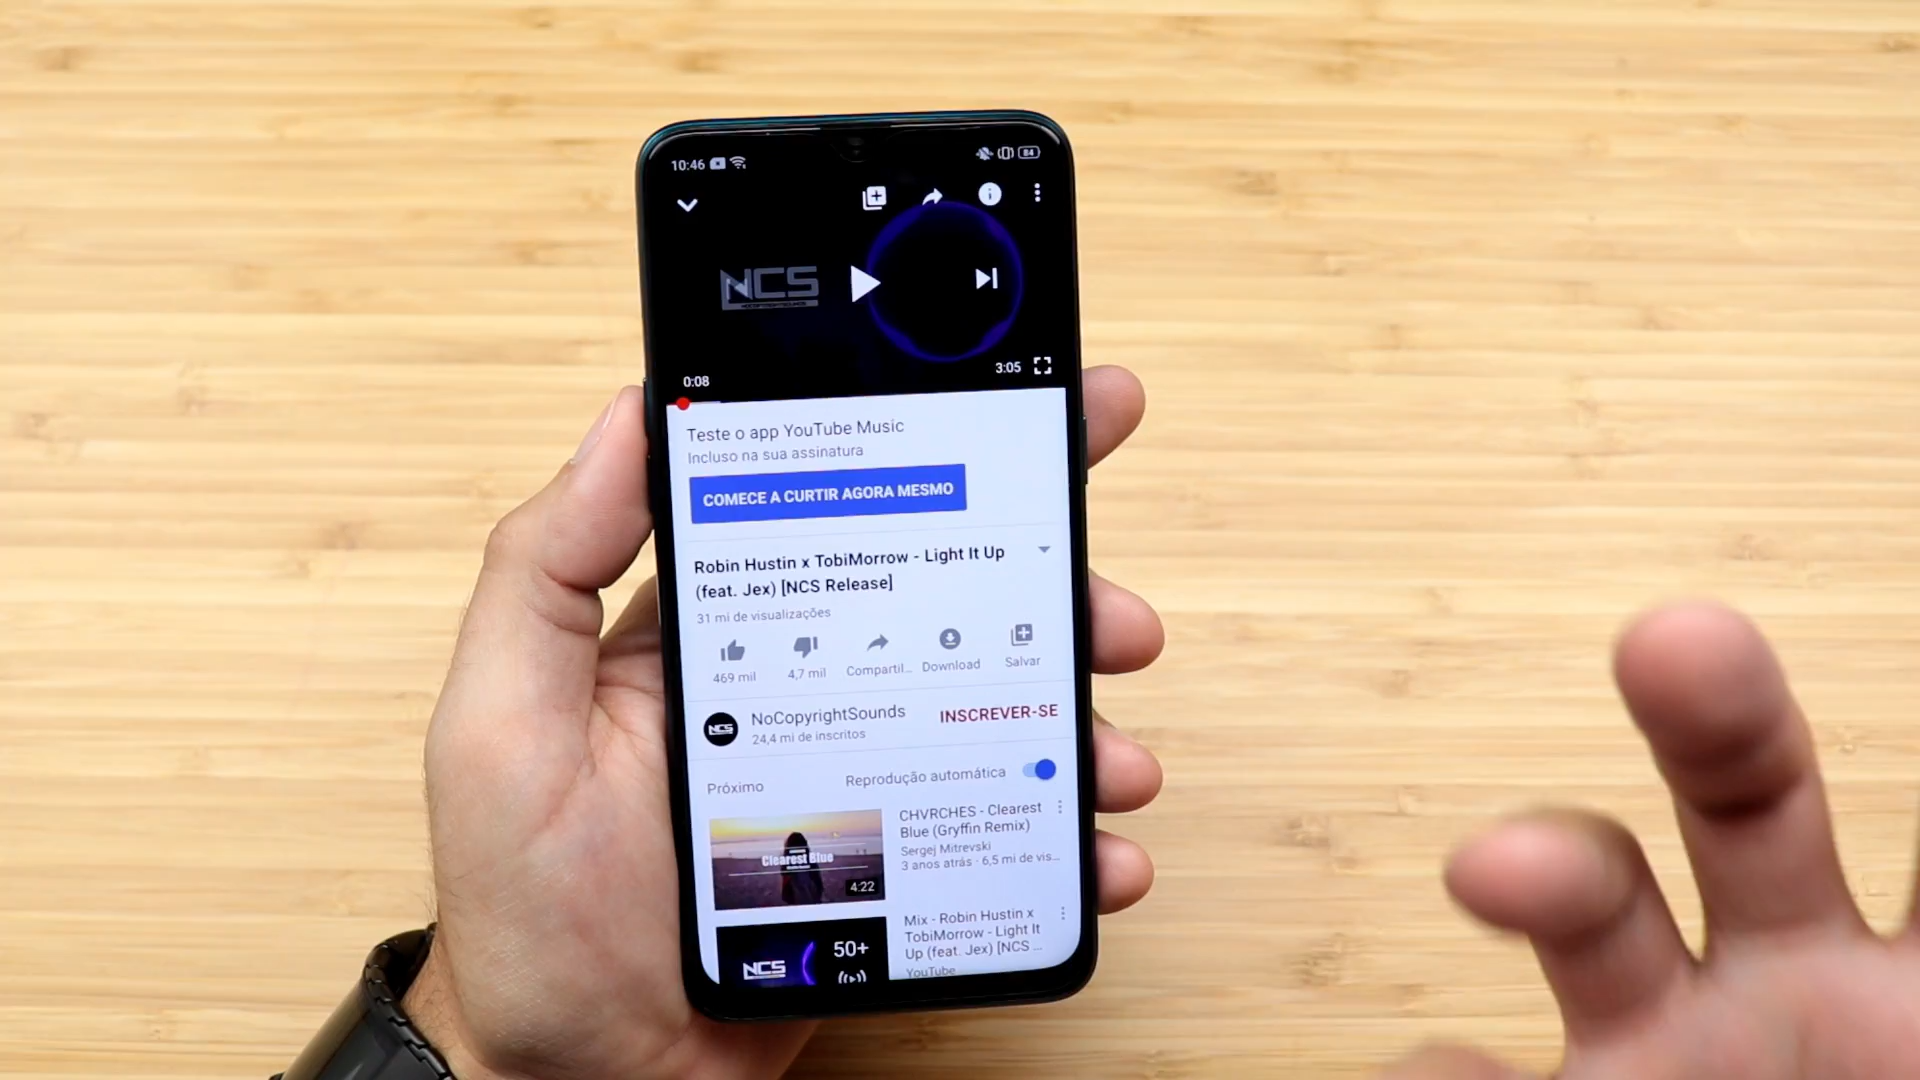 10:46
84
NCS
0:08
3:05
Teste o app YouTube Music
Incluso na sua assinatura
COMECE A CURTIR AGORA MESMO
Robin Hustin x TobiMorrow - Light It Up
(feat. Jex) [NCS Release]
31 mi de visualizações
469 mil
4,7 mil
Compartil...
Download
Salvar
NCS
NoCopyrightSounds
24,4 mi de inscritos
INSCREVER-SE
Próximo
Reprodução automática
Clearest Blue
4:22
CHVRCHES - Clearest
Blue (Gryffin Remix)
Sergej Mitrevski
3 anos atrás · 6,5 mi de vis...
NCS
50+
Mix - Robin Hustin x
TobiMorrow - Light It
Up (feat. Jex) [NCS ...
YouTube